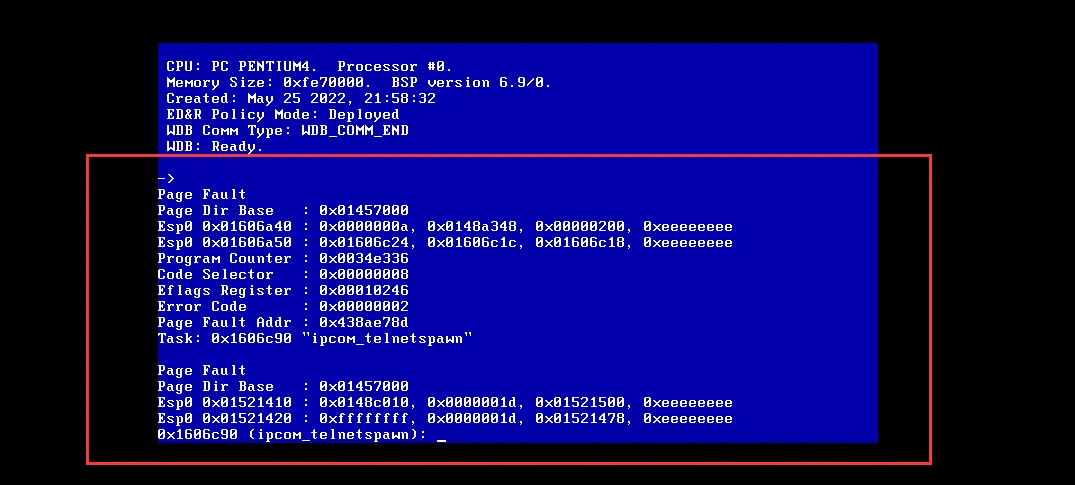 CPU: PC PENTIUM4.  Processor #0.
Memory Size: 0xfe70000.  BSP version 6.9/0.
Created: May 25 2022, 21:58:32
ED&R Policy Mode: Deployed
WDB Comm Type: WDB_COMM_END
WDB: Ready.
->
Page Fault
Page Dir Base   : 0x01457000
Esp0 0x01606a40 : 0x0000000a, 0x0148a348, 0x00000200, 0xeeeeeeee
Esp0 0x01606a50 : 0x01606c24, 0x01606c1c, 0x01606c18, 0xeeeeeeee
Program Counter : 0x0034e336
Code Selector   : 0x00000008
Eflags Register : 0x00010246
Error Code      : 0x00000002
Page Fault Addr : 0x438ae78d
Task: 0x1606c90 "ipcom_telnetspawn"
Page Fault
Page Dir Base   : 0x01457000
Esp0 0x01521410 : 0x0148c010, 0x0000001d, 0x01521500, 0xeeeeeeee
Esp0 0x01521420 : 0xffffffff, 0x0000001d, 0x01521478, 0xeeeeeeee
0x1606c90 (ipcom_telnetspawn): _